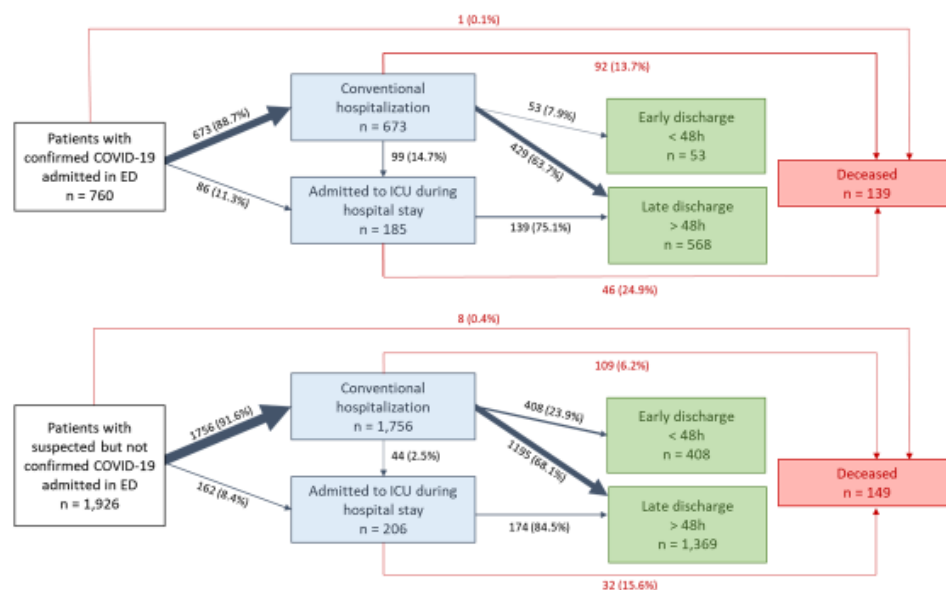 1 (0.1%)
92 (13.7%)
Conventional
hospitalization
n = 673
673 (88.7%)
53 (7.9%)
Early discharge
< 48h
n = 53
Patients with
confirmed COVID-19
admitted in ED
n = 760
99 (14.7%)
429 (63.7%)
Deceased
n = 139
86 (11.3%)
Admitted to ICU during
hospital stay
n = 185
139 (75.1%)
Late discharge
> 48h
n = 568
46 (24.9%)
8 (0.4%)
109 (6.2%)
Conventional
hospitalization
n = 1,756
1756 (91.6%)
408 (23.9%)
Early discharge
< 48h
n = 408
Patients with
suspected but not
confirmed COVID-19
admitted in ED
n = 1,926
44 (2.5%)
1195 (68.1%)
Deceased
n = 149
162 (8.4%)
Admitted to ICU during
hospital stay
n = 206
174 (84.5%)
Late discharge
> 48h
n = 1,369
32 (15.6%)